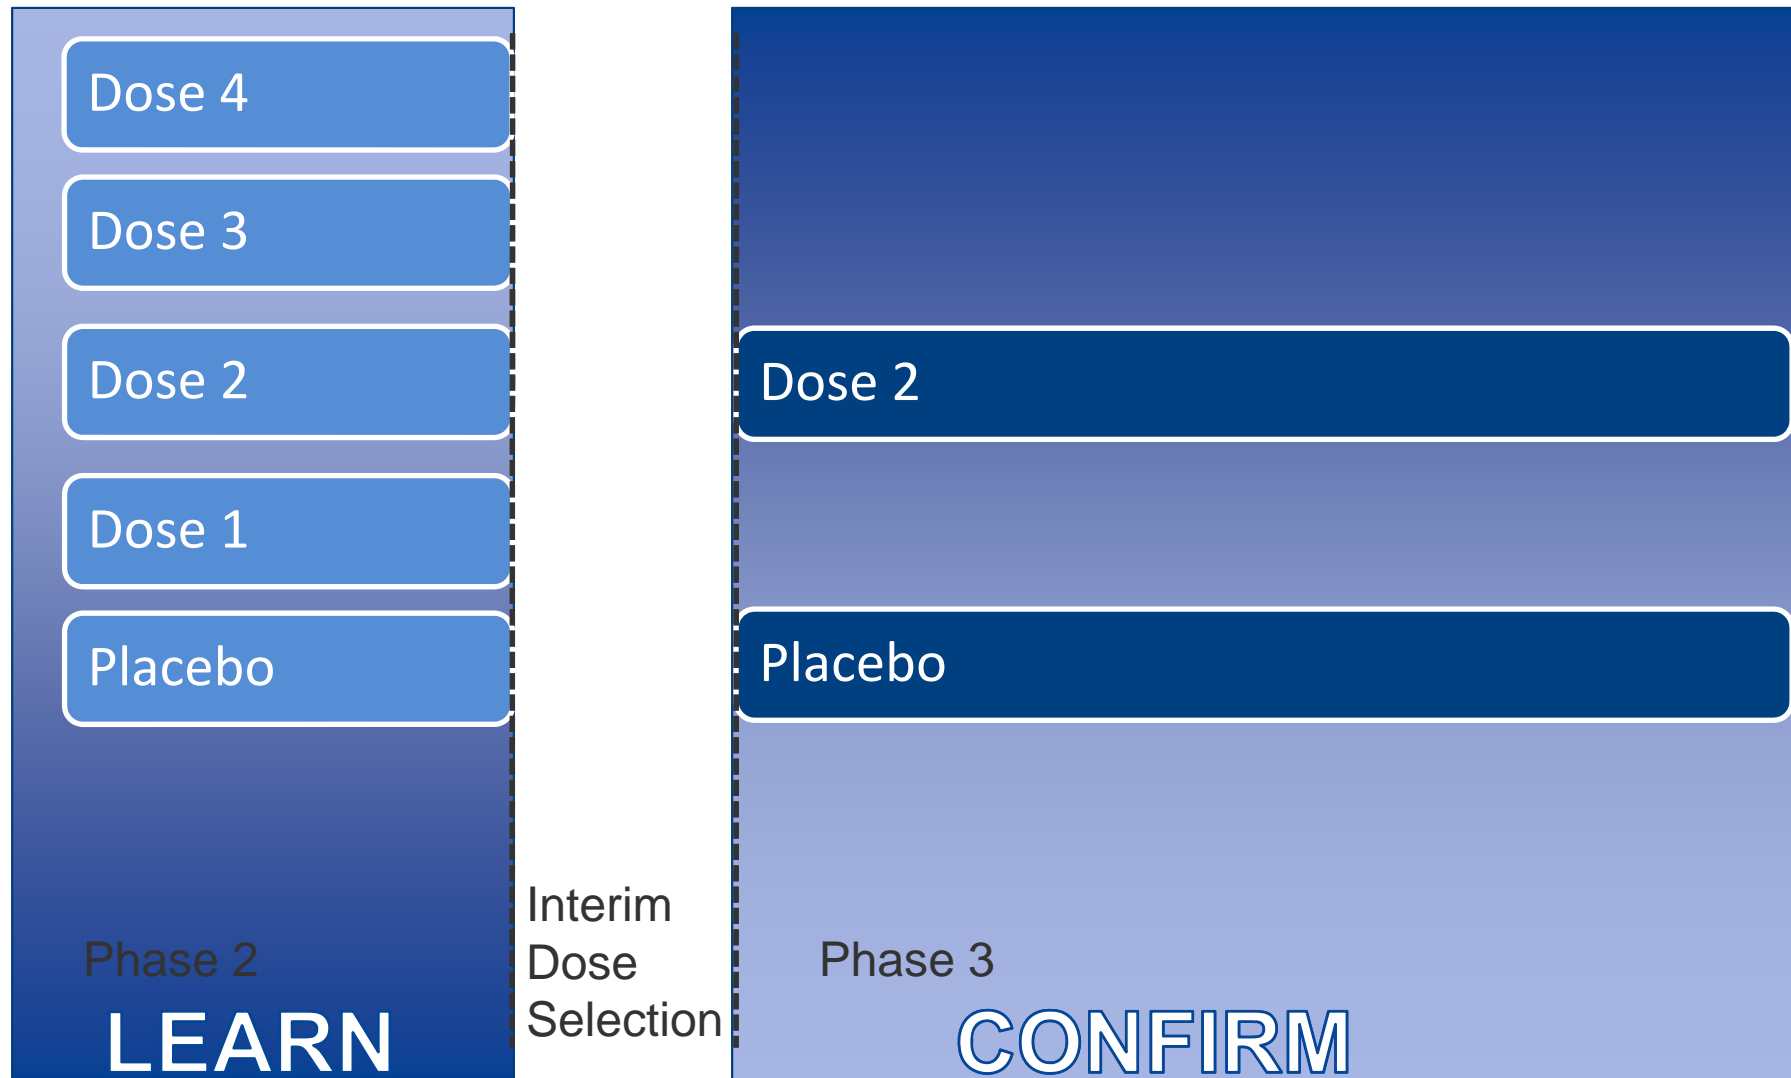 Dose 4
Dose 3
Dose 2
Dose 1
Placebo
Phase 2
LEARN
Interim
Dose
Selection
Dose 2
Placebo
Phase 3
CONFIRM